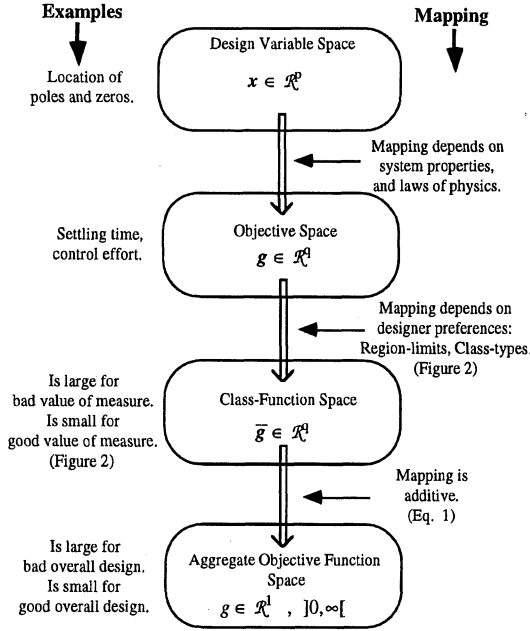 Examples
Mapping
Design Variable Space
x ∈ ℛᵖ
Location of
poles and zeros.
Mapping depends on
system properties,
and laws of physics.
Objective Space
g ∈ ℛ^q
Settling time,
control effort.
Mapping depends on
designer preferences:
Region-limits, Class-types.
(Figure 2)
Is large for
bad value of measure.
Is small for
good value of measure.
(Figure 2)
Class-Function Space
g̅ ∈ ℛ^q
Mapping is
additive.
(Eq. 1)
Is large for
bad overall design.
Is small for
good overall design.
Aggregate Objective Function
Space
g ∈ ℛ¹ , ]0,∞[